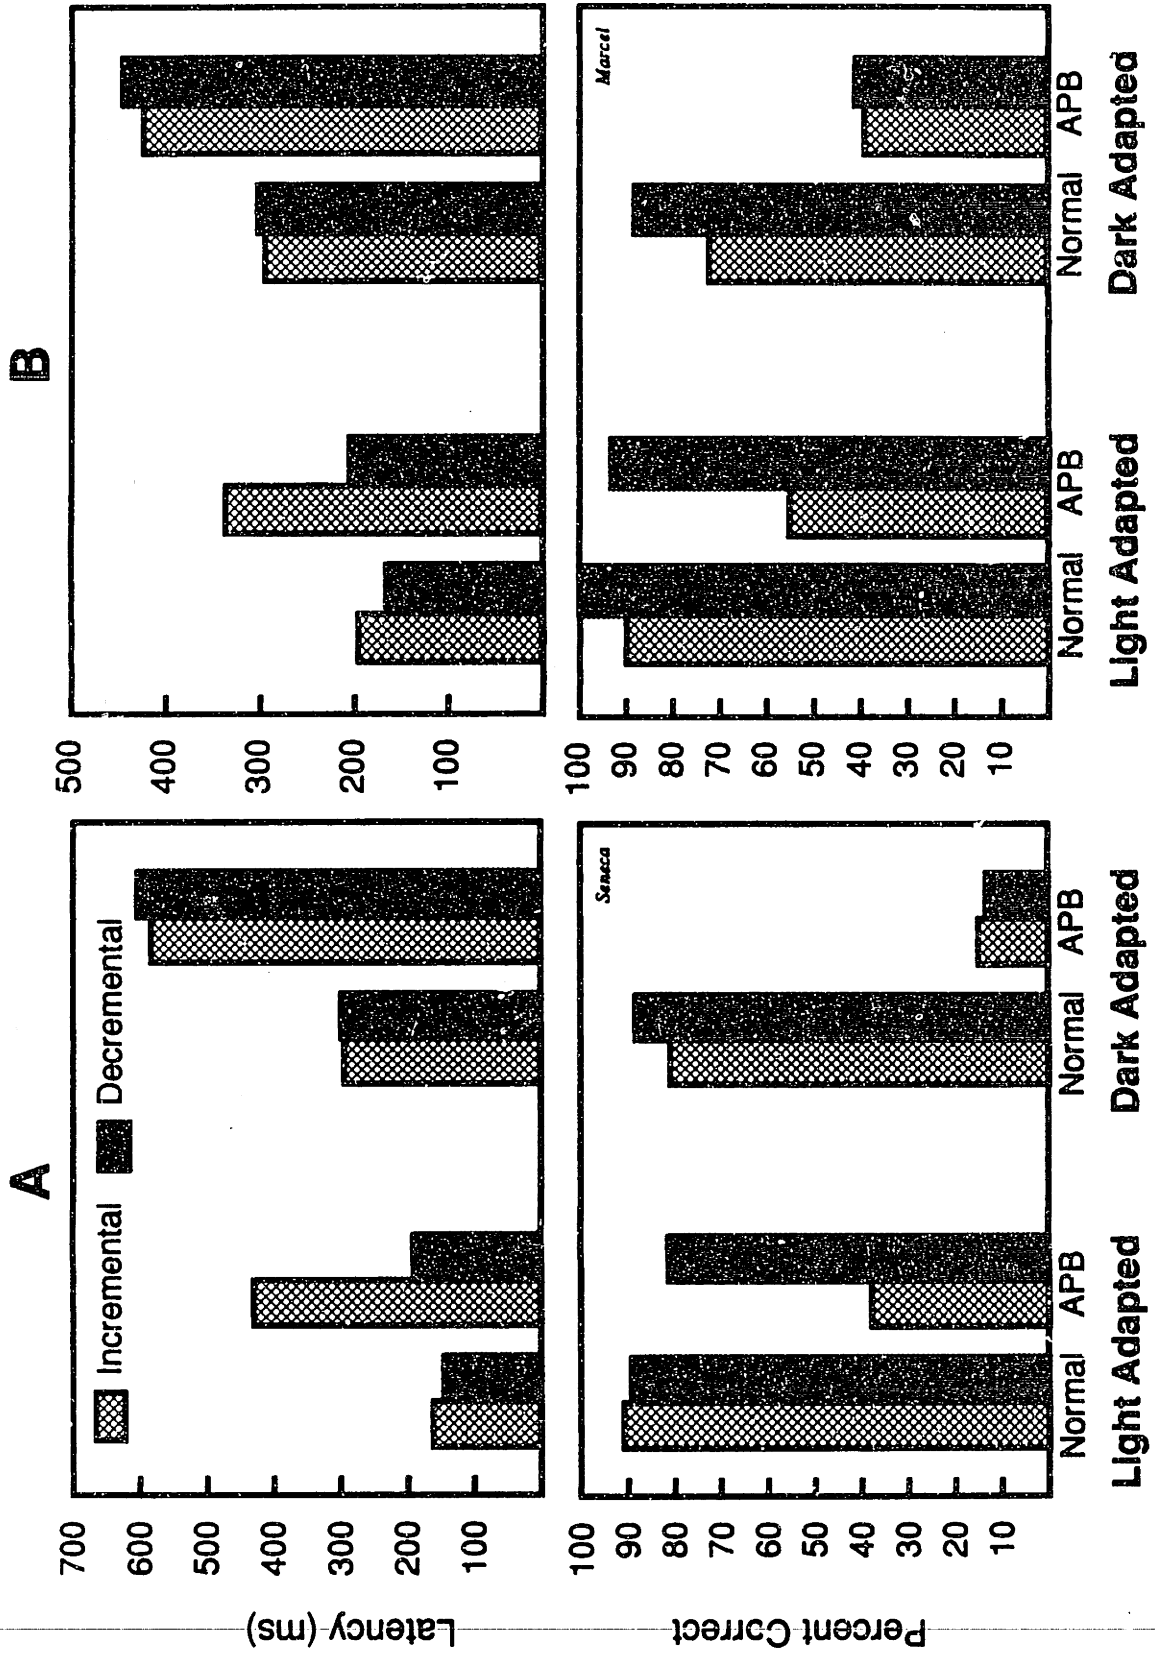 A
B
Incremental
Decremental
Latency (ms)
700
600
500
400
300
200
100
500
400
300
200
100
Percent Correct
100
90
80
70
60
50
40
30
20
10
Seneca
100
90
80
70
60
50
40
30
20
10
Marcel
Normal APB Normal APB
Light Adapted Dark Adapted
Normal APB Normal APB
Light Adapted Dark Adapted